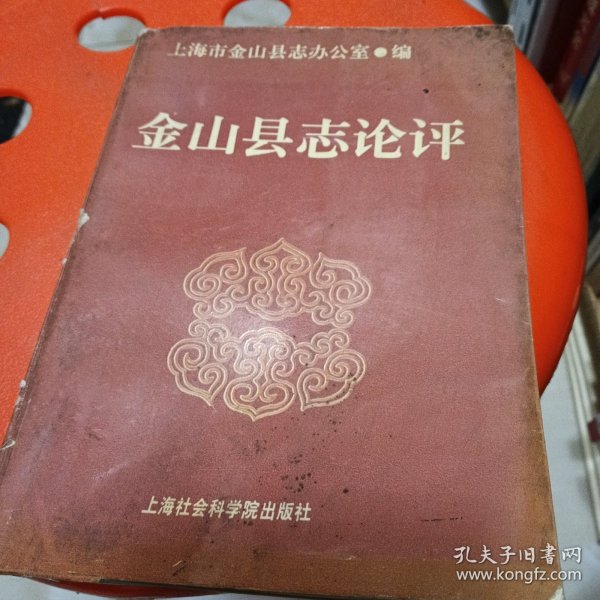 上海市金山县志办公室●编
金山县志论评
上海社会科学院出版社
孔夫子旧书网
www.kongfz.com